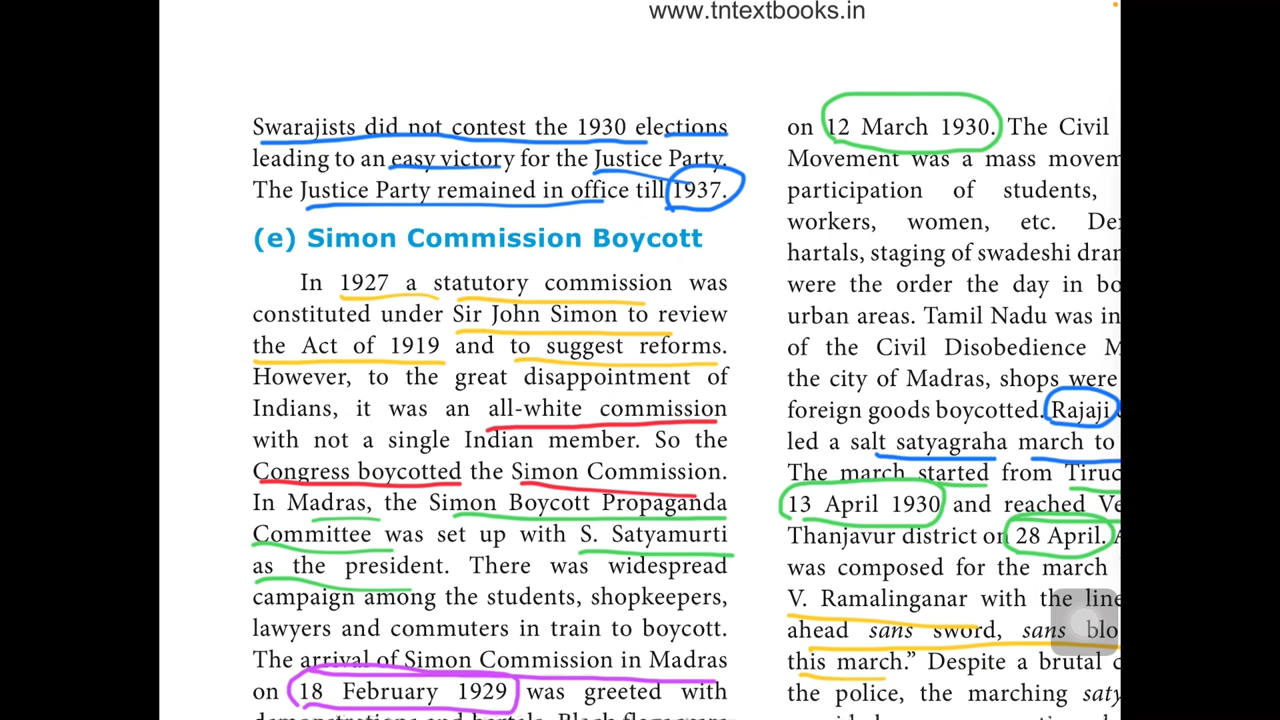 www.tntextbooks.in
Swarajists did not contest the 1930 elections
leading to an easy victory for the Justice Party.
The Justice Party remained in office till 1937.
(e) Simon Commission Boycott
In 1927 a statutory commission was
constituted under Sir John Simon to review
the Act of 1919 and to suggest reforms.
However, to the great disappointment of
Indians, it was an all-white commission
with not a single Indian member. So the
Congress boycotted the Simon Commission.
In Madras, the Simon Boycott Propaganda
Committee was set up with S. Satyamurti
as the president. There was widespread
campaign among the students, shopkeepers,
lawyers and commuters in train to boycott.
The arrival of Simon Commission in Madras
on 18 February 1929 was greeted with
on 12 March 1930. The Civil
Movement was a mass movem
participation of students,
workers, women, etc. De
hartals, staging of swadeshi dra
were the order the day in bo
urban areas. Tamil Nadu was in
of the Civil Disobedience M
the city of Madras, shops were
foreign goods boycotted. Rajaji
led a salt satyagraha march to
The march started from Tiruc
13 April 1930 and reached Ve
Thanjavur district on 28 April.
was composed for the march
V. Ramalinganar with the line
ahead sans sword, sans blo
this march.” Despite a brutal
the police, the marching saty